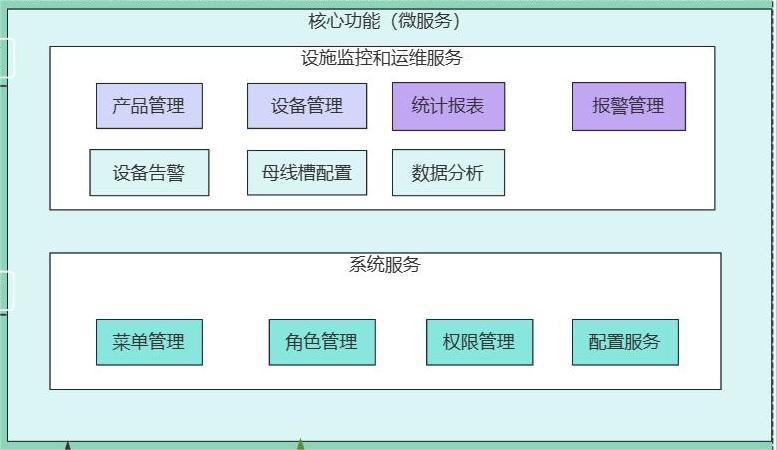 核心功能（微服务）
设施监控和运维服务
产品管理
设备管理
统计报表
报警管理
设备告警
母线槽配置
数据分析
系统服务
菜单管理
角色管理
权限管理
配置服务